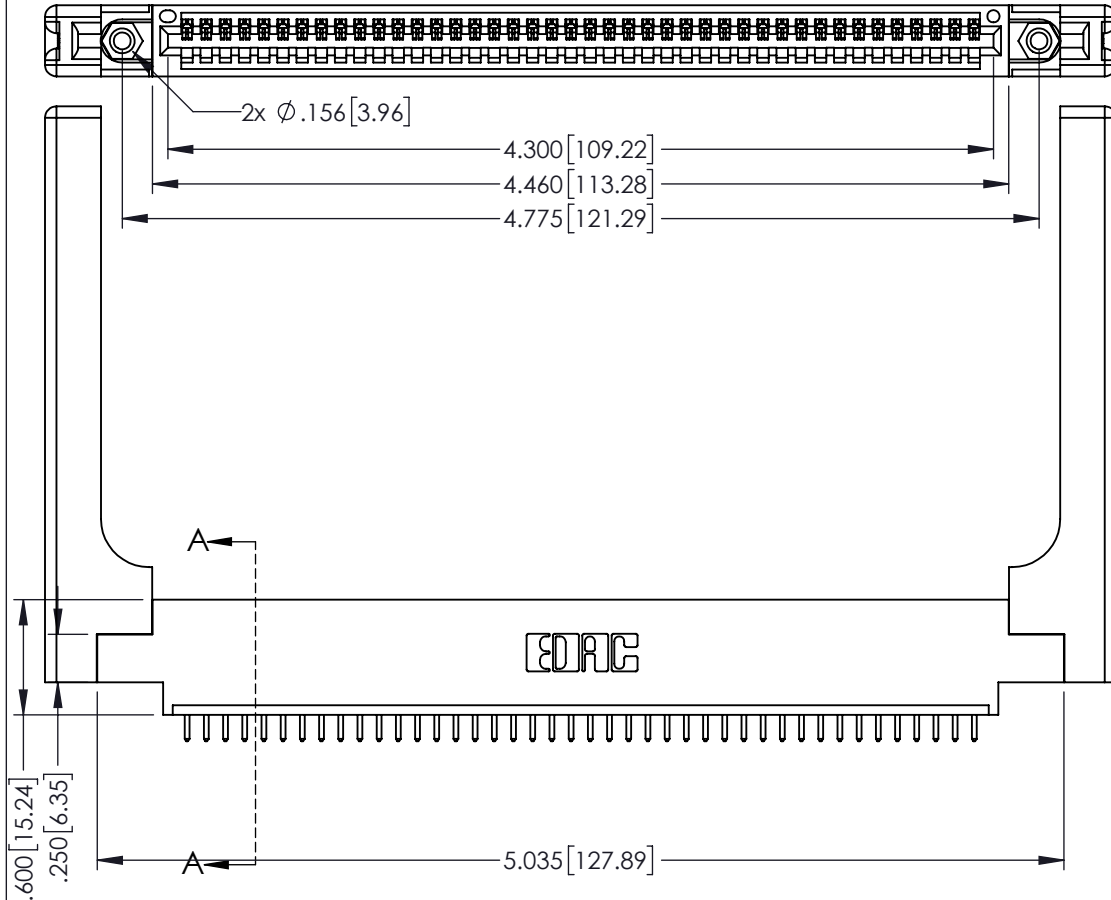 2x Ø.156[3.96]
4.300[109.22]
4.460[113.28]
4.775[121.29]
A
EDAC
.600[15.24]
.250[6.35]
A
5.035[127.89]